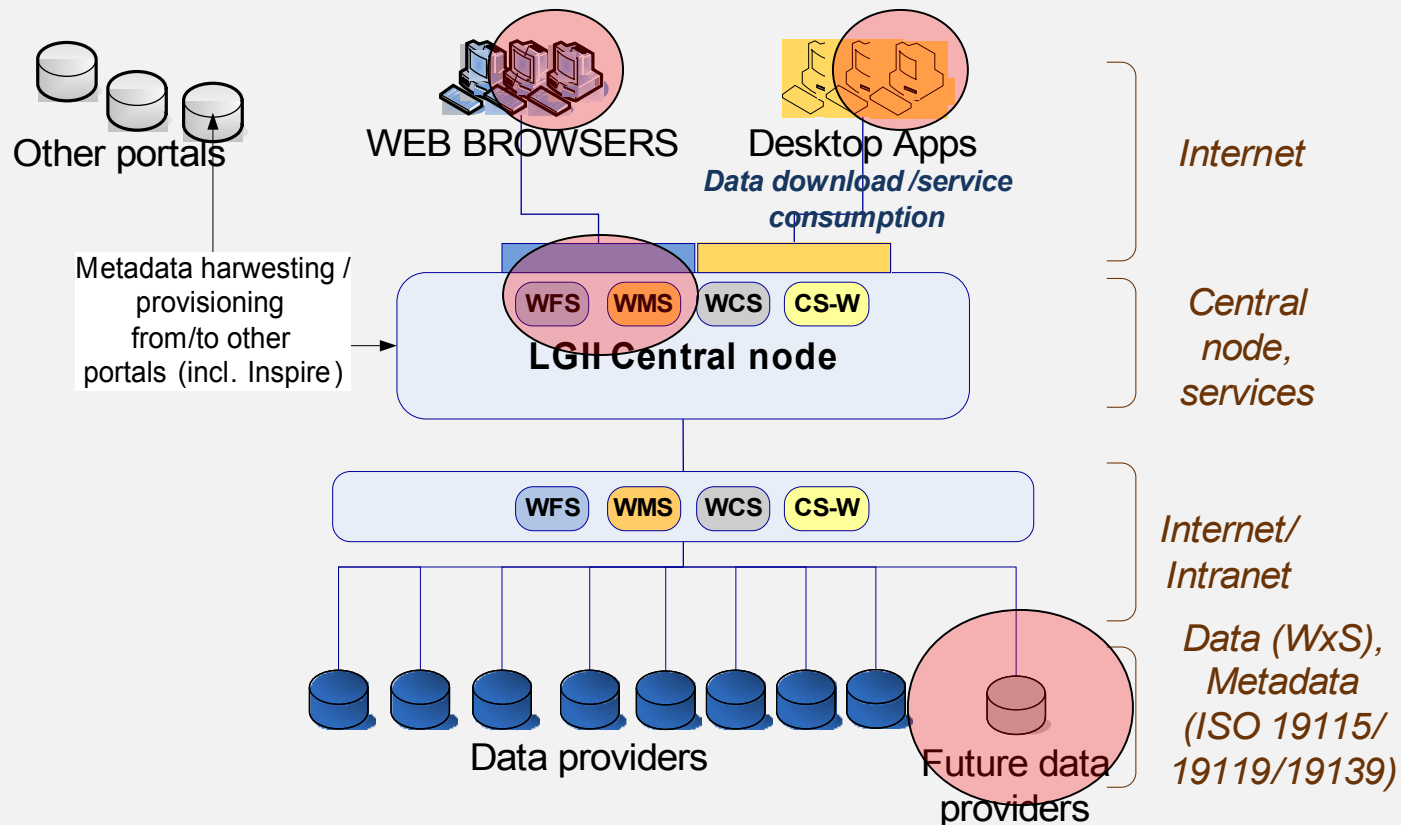 Other portals
WEB BROWSERS
Desktop Apps
Data download /service
consumption
Internet
Metadata harwesting /
provisioning
from/to other
portals (incl. Inspire)
WFS WMS WCS CS-W
LGII Central node
Central
node,
services
WFS WMS WCS CS-W
Internet/
Intranet
Data providers
Future data
providers
Data (WxS),
Metadata
(ISO 19115/
19119/19139)